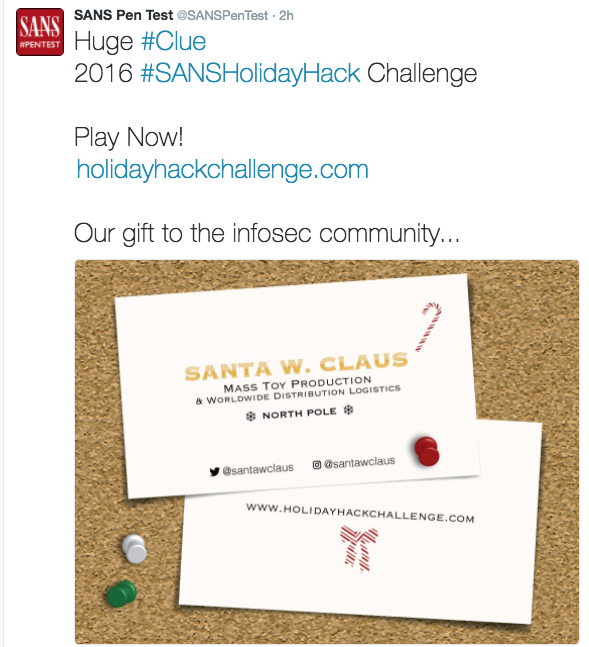 SANS
#PENTEST
SANS Pen Test @SANSPenTest · 2h
Huge #Clue
2016 #SANSHolidayHack Challenge
Play Now!
holidayhackchallenge.com
Our gift to the infosec community...
SANTA W. CLAUS
MASS TOY PRODUCTION
& WORLDWIDE DISTRIBUTION LOGISTICS
NORTH POLE
@santawclaus @santawclaus
WWW.HOLIDAYHACKCHALLENGE.COM